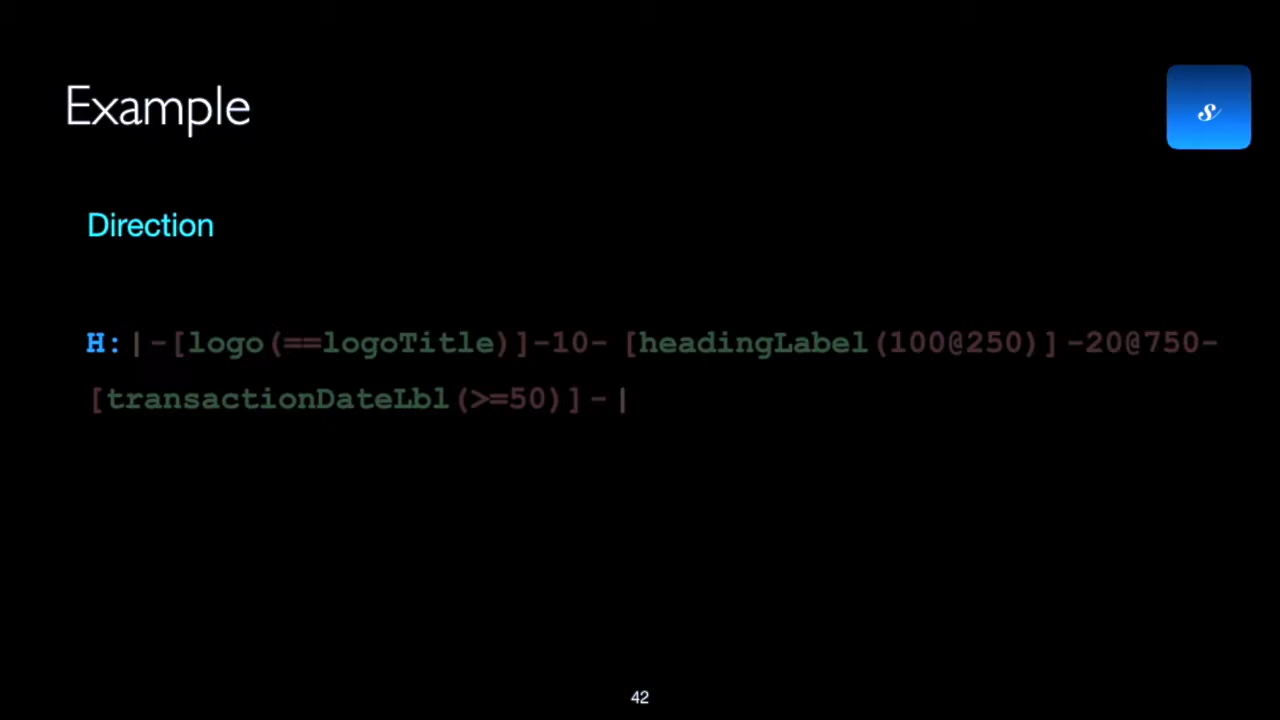 Example
Direction
H:|-[logo(==logoTitle)]-10- [headingLabel(100@250)]-20@750-
[transactionDateLbl(>=50)]-|
42